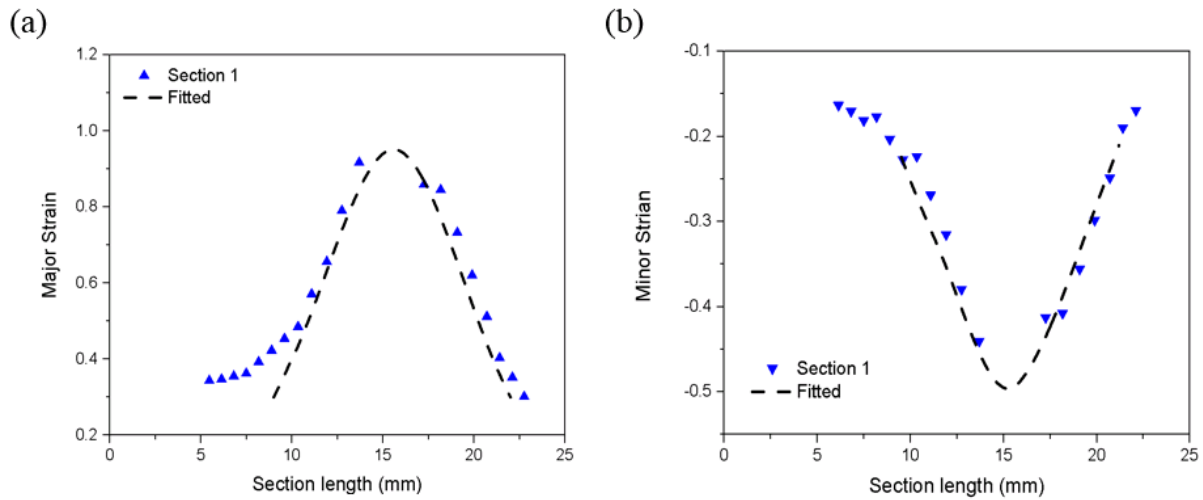 (a)
1.2
1.0
0.8
0.6
0.4
0.2
Major Strain
Section 1
Fitted
0 5 10 15 20 25
Section length (mm)
(b)
-0.1
-0.2
-0.3
-0.4
-0.5
Minor Strian
Section 1
Fitted
0 5 10 15 20 25
Section length (mm)